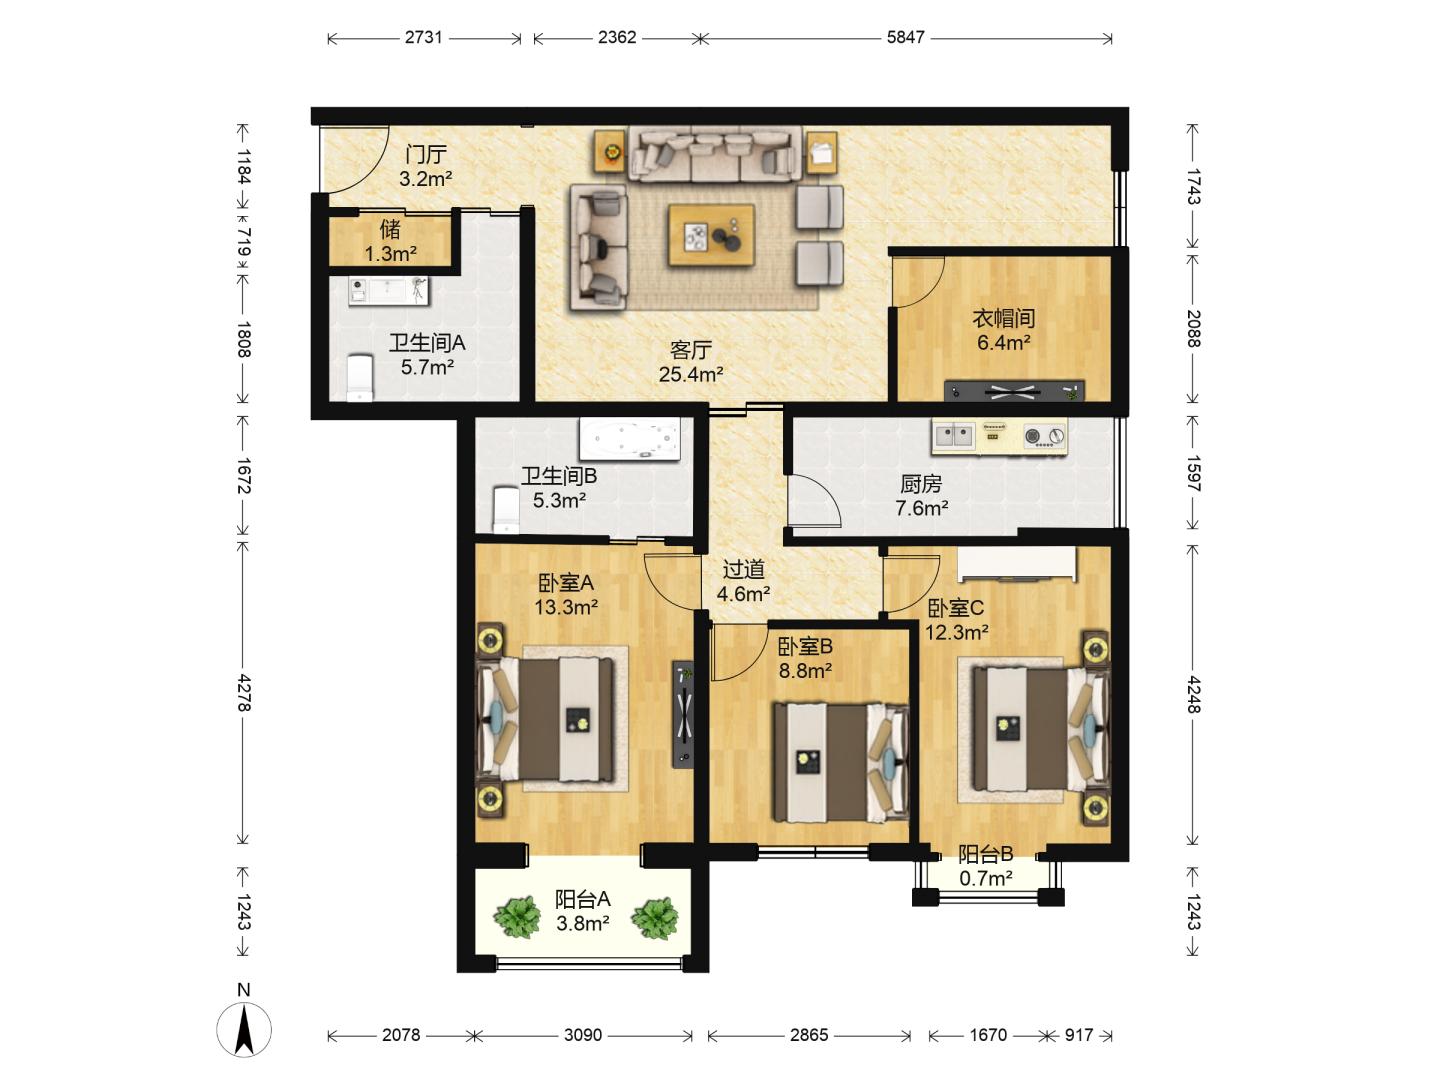 2731
2362
5847
1184
719
1808
1672
4278
1243
1743
2088
1597
4248
1243
门厅
3.2m²
储
1.3m²
卫生间A
5.7m²
客厅
25.4m²
衣帽间
6.4m²
卫生间B
5.3m²
厨房
7.6m²
过道
4.6m²
卧室A
13.3m²
卧室B
8.8m²
卧室C
12.3m²
阳台A
3.8m²
阳台B
0.7m²
N
2078
3090
2865
1670
917